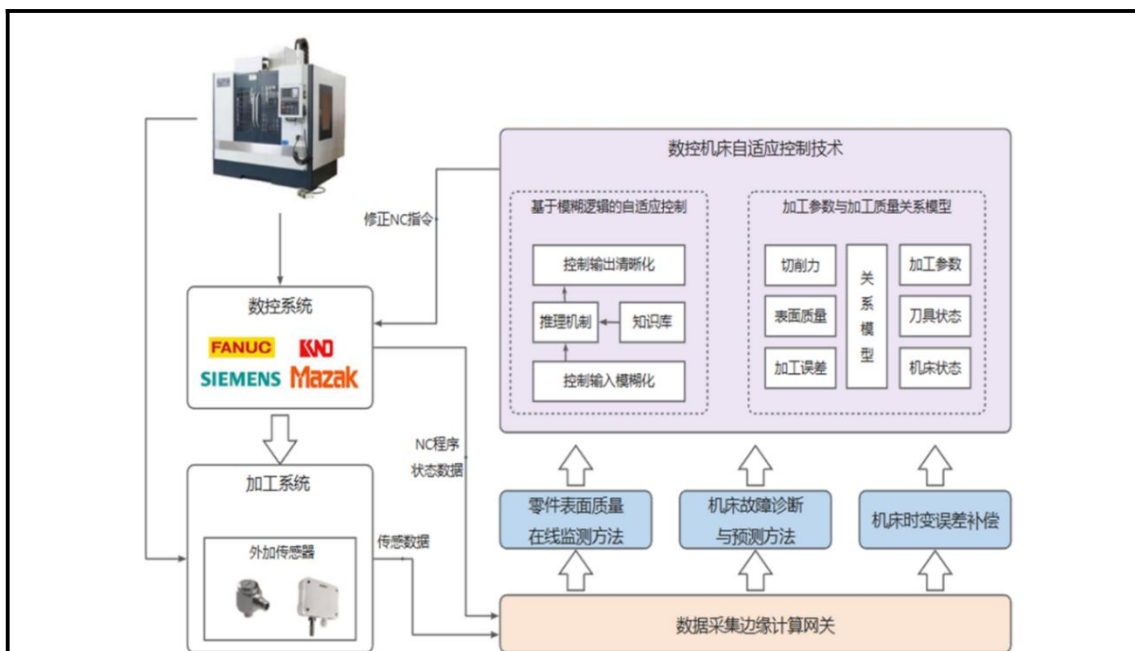 数控机床自适应控制技术
修正NC指令
基于模糊逻辑的自适应控制
控制输出清晰化
推理机制
知识库
控制输入模糊化
加工参数与加工质量关系模型
切削力
表面质量
加工误差
关系模型
加工参数
刀具状态
机床状态
数控系统
FANUC
KND
SIEMENS
Mazak
NC程序
状态数据
加工系统
外加传感器
传感数据
零件表面质量
在线监测方法
机床故障诊断
与预测方法
机床时变误差补偿
数据采集边缘计算网关